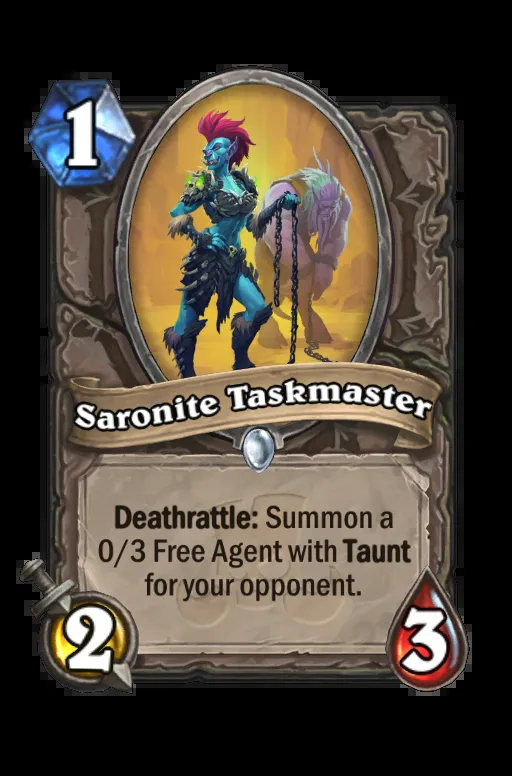 1
Saronite Taskmaster
Deathrattle: Summon a
0/3 Free Agent with Taunt
for your opponent.
2
3